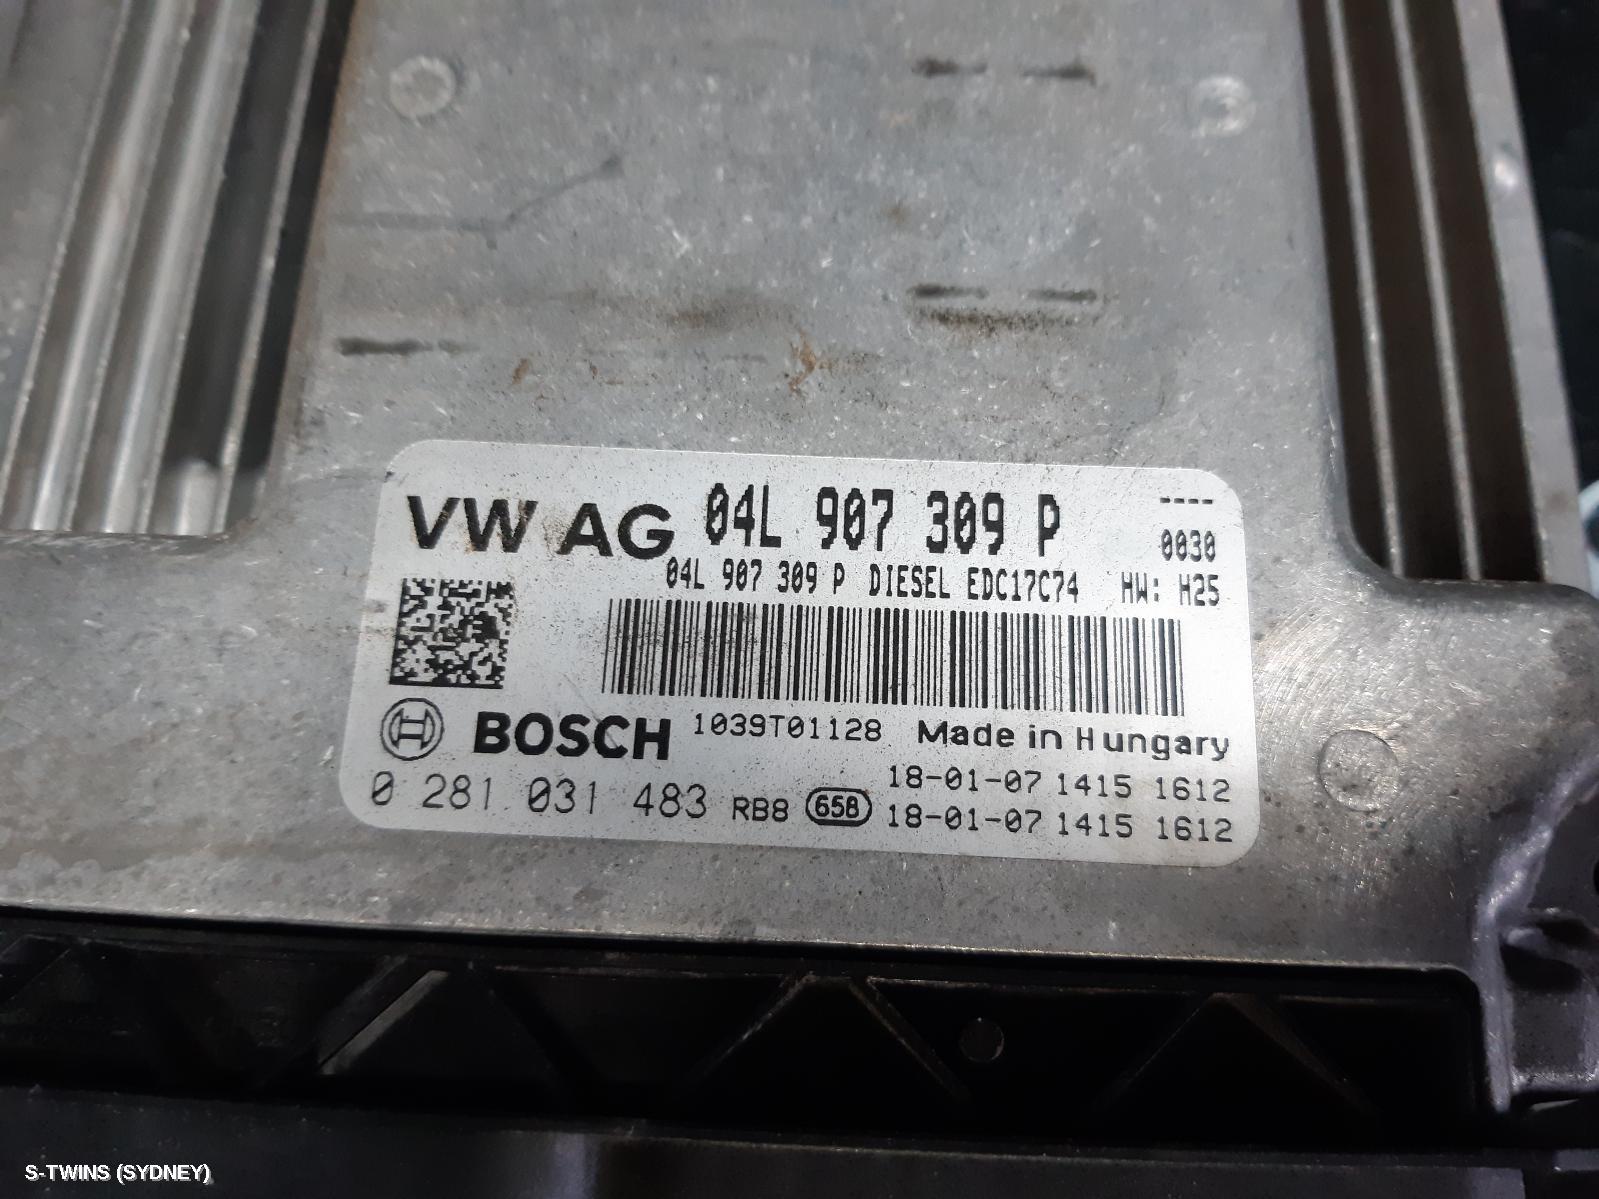 VW AG 04L 907 309 P ----
0030
04L 907 309 P DIESEL EDC17C74 HW: H25
BOSCH 1039T01128 Made in Hungary
0 281 031 483 RB8 658 18-01-07 1415 1612
18-01-07 1415 1612
S-TWINS (SYDNEY)